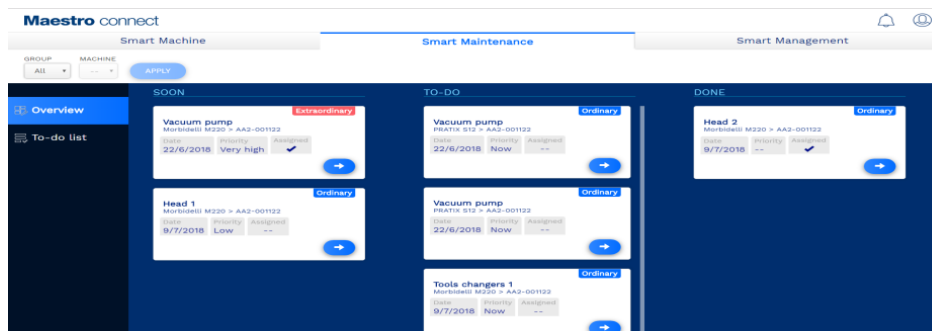 Maestro connect
Smart Machine
Smart Maintenance
Smart Management
GROUP MACHINE
All -- APPLY
Overview
To-do list
SOON
Extraordinary
Vacuum pump
Morbidelli M220 > AA2-001122
Date Priority Assigned
22/6/2018 Very high
Ordinary
Head 1
Morbidelli M220 > AA2-001122
Date Priority Assigned
9/7/2018 Low --
TO-DO
Ordinary
Vacuum pump
PRATIX S12 > AA2-001122
Date Priority Assigned
22/6/2018 Now --
Ordinary
Vacuum pump
PRATIX S12 > AA2-001122
Date Priority Assigned
22/6/2018 Now --
Ordinary
Tools changers 1
Morbidelli M220 > AA2-001122
Date Priority Assigned
9/7/2018 Now --
DONE
Ordinary
Head 2
Morbidelli M220 > AA2-001122
Date Priority Assigned
9/7/2018 --